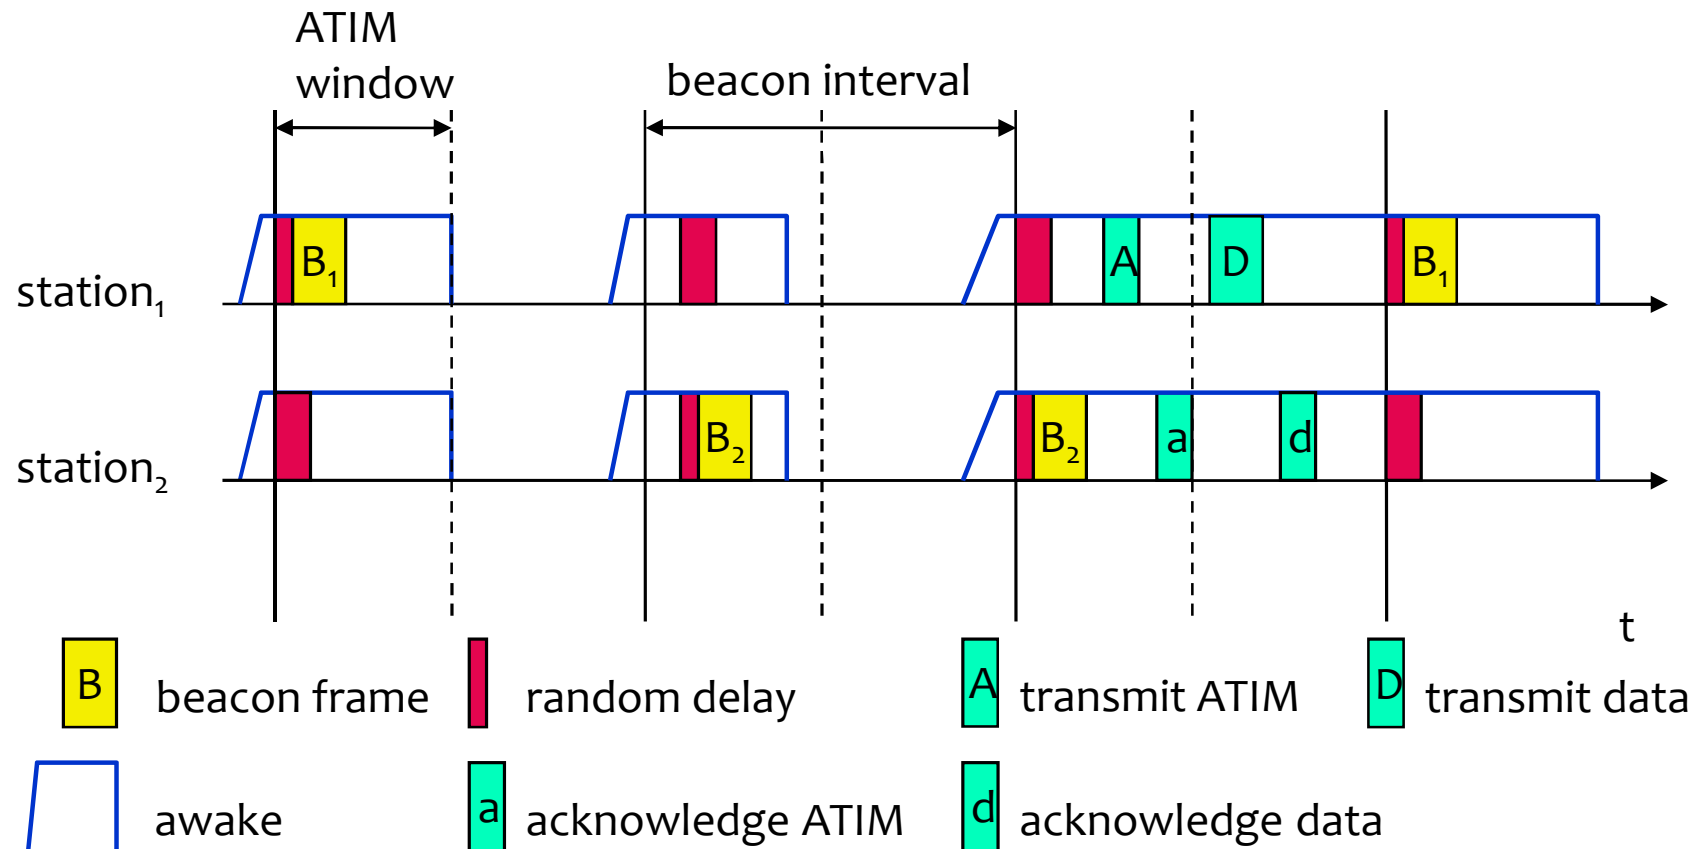 ATIM
window
beacon interval
station₁
B₁
A
D
B₁
station₂
B₂
B₂
a
d
t
B
beacon frame
random delay
A
transmit ATIM
D
transmit data
awake
a
acknowledge ATIM
d
acknowledge data